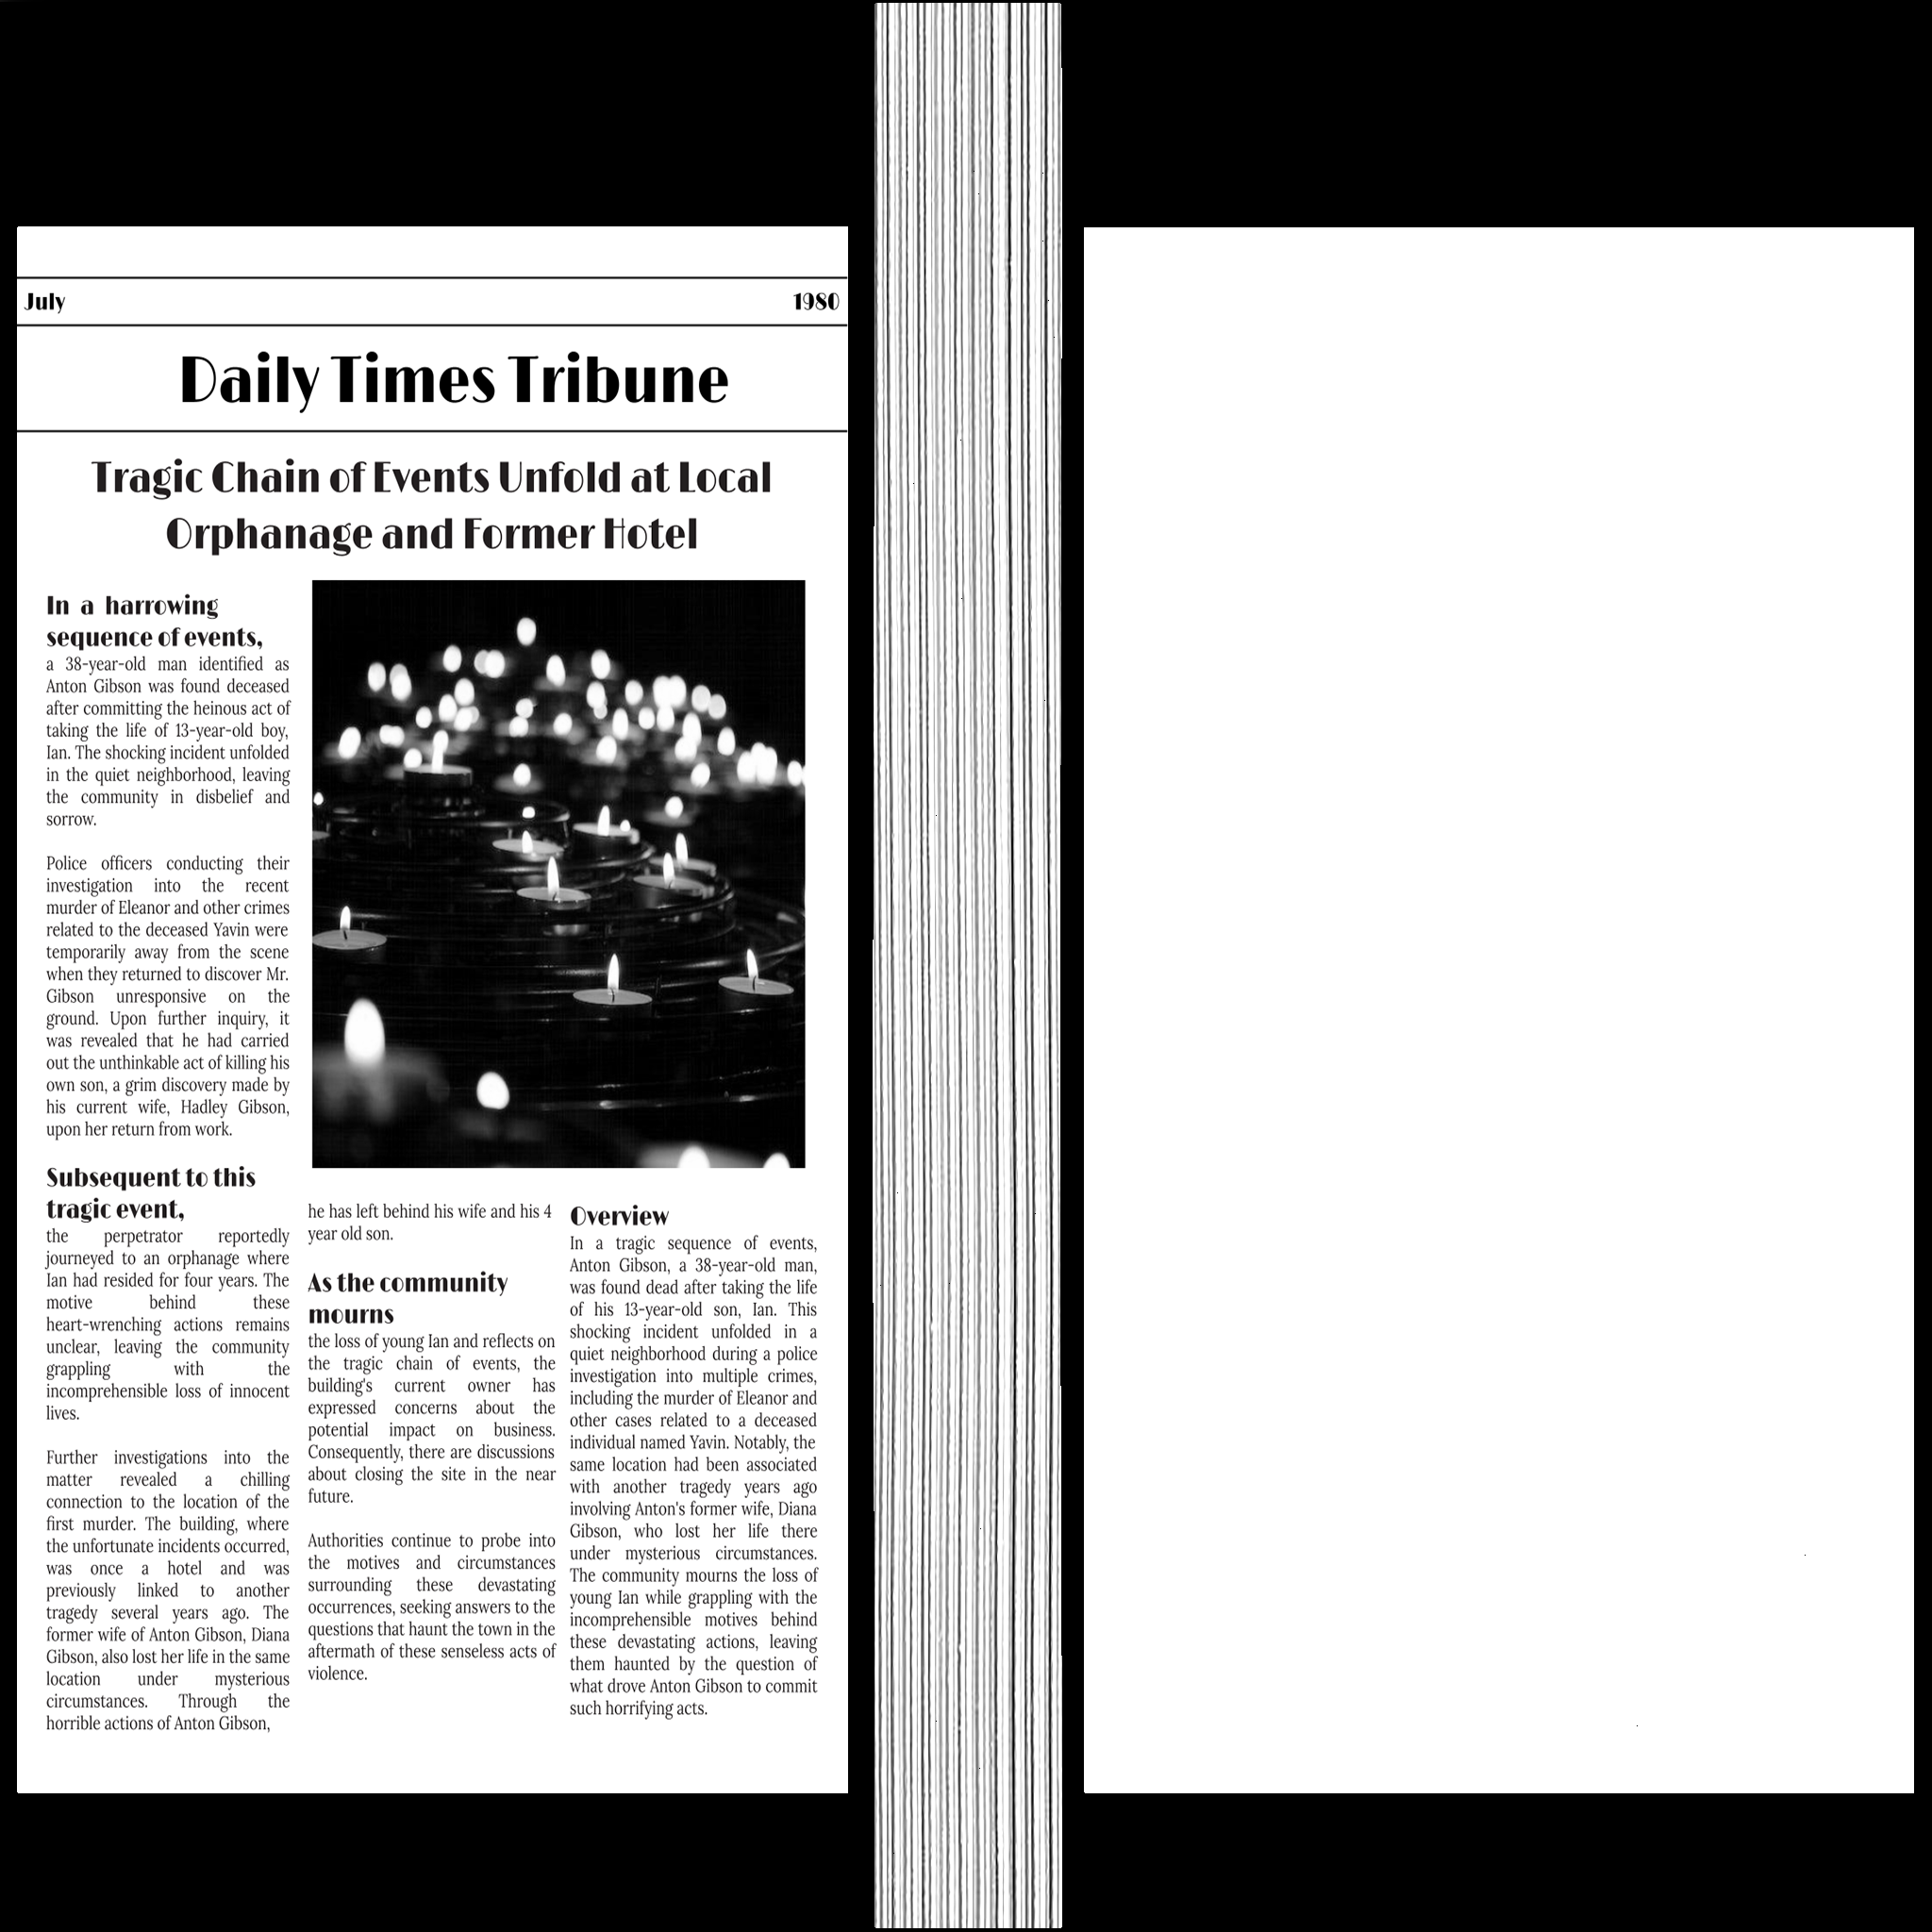 July 1980
Daily Times Tribune
Tragic Chain of Events Unfold at Local
Orphanage and Former Hotel
In a harrowing
sequence of events,
a 38-year-old man identified as
Anton Gibson was found deceased
after committing the heinous act of
taking the life of 13-year-old boy,
Ian. The shocking incident unfolded
in the quiet neighborhood, leaving
the community in disbelief and
sorrow.
Police officers conducting their
investigation into the recent
murder of Eleanor and other crimes
related to the deceased Yavin were
temporarily away from the scene
when they returned to discover Mr.
Gibson unresponsive on the
ground. Upon further inquiry, it
was revealed that he had carried
out the unthinkable act of killing his
own son, a grim discovery made by
his current wife, Hadley Gibson,
upon her return from work.
Subsequent to this
tragic event,
the perpetrator reportedly
journeyed to an orphanage where
Ian had resided for four years. The
motive behind these
heart-wrenching actions remains
unclear, leaving the community
grappling with the
incomprehensible loss of innocent
lives.
Further investigations into the
matter revealed a chilling
connection to the location of the
first murder. The building, where
the unfortunate incidents occurred,
was once a hotel and was
previously linked to another
tragedy several years ago. The
former wife of Anton Gibson, Diana
Gibson, also lost her life in the same
location under mysterious
circumstances. Through the
horrible actions of Anton Gibson,
he has left behind his wife and his 4
year old son.
As the community
mourns
the loss of young Ian and reflects on
the tragic chain of events, the
building's current owner has
expressed concerns about the
potential impact on business.
Consequently, there are discussions
about closing the site in the near
future.
Authorities continue to probe into
the motives and circumstances
surrounding these devastating
occurrences, seeking answers to the
questions that haunt the town in the
aftermath of these senseless acts of
violence.
Overview
In a tragic sequence of events,
Anton Gibson, a 38-year-old man,
was found dead after taking the life
of his 13-year-old son, Ian. This
shocking incident unfolded in a
quiet neighborhood during a police
investigation into multiple crimes,
including the murder of Eleanor and
other cases related to a deceased
individual named Yavin. Notably, the
same location had been associated
with another tragedy years ago
involving Anton's former wife, Diana
Gibson, who lost her life there
under mysterious circumstances.
The community mourns the loss of
young Ian while grappling with the
incomprehensible motives behind
these devastating actions, leaving
them haunted by the question of
what drove Anton Gibson to commit
such horrifying acts.